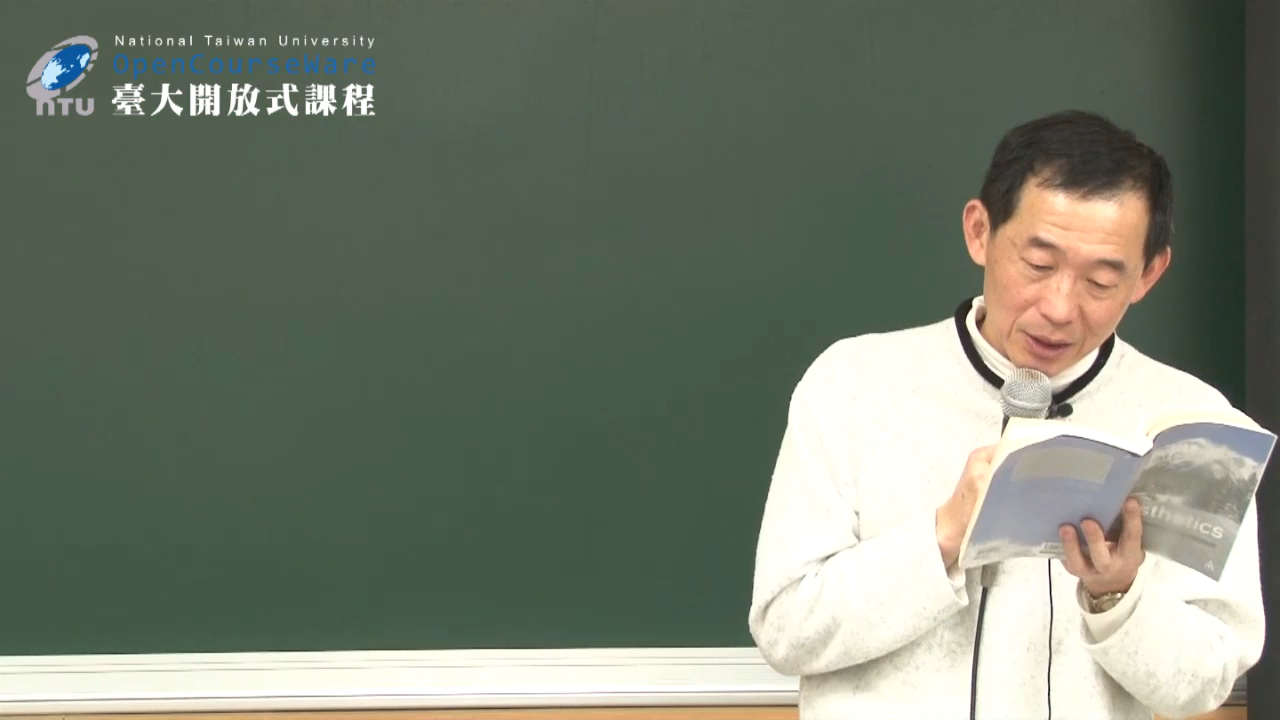 National Taiwan University
OpenCourseWare
NTU 臺大開放式課程
sthetics